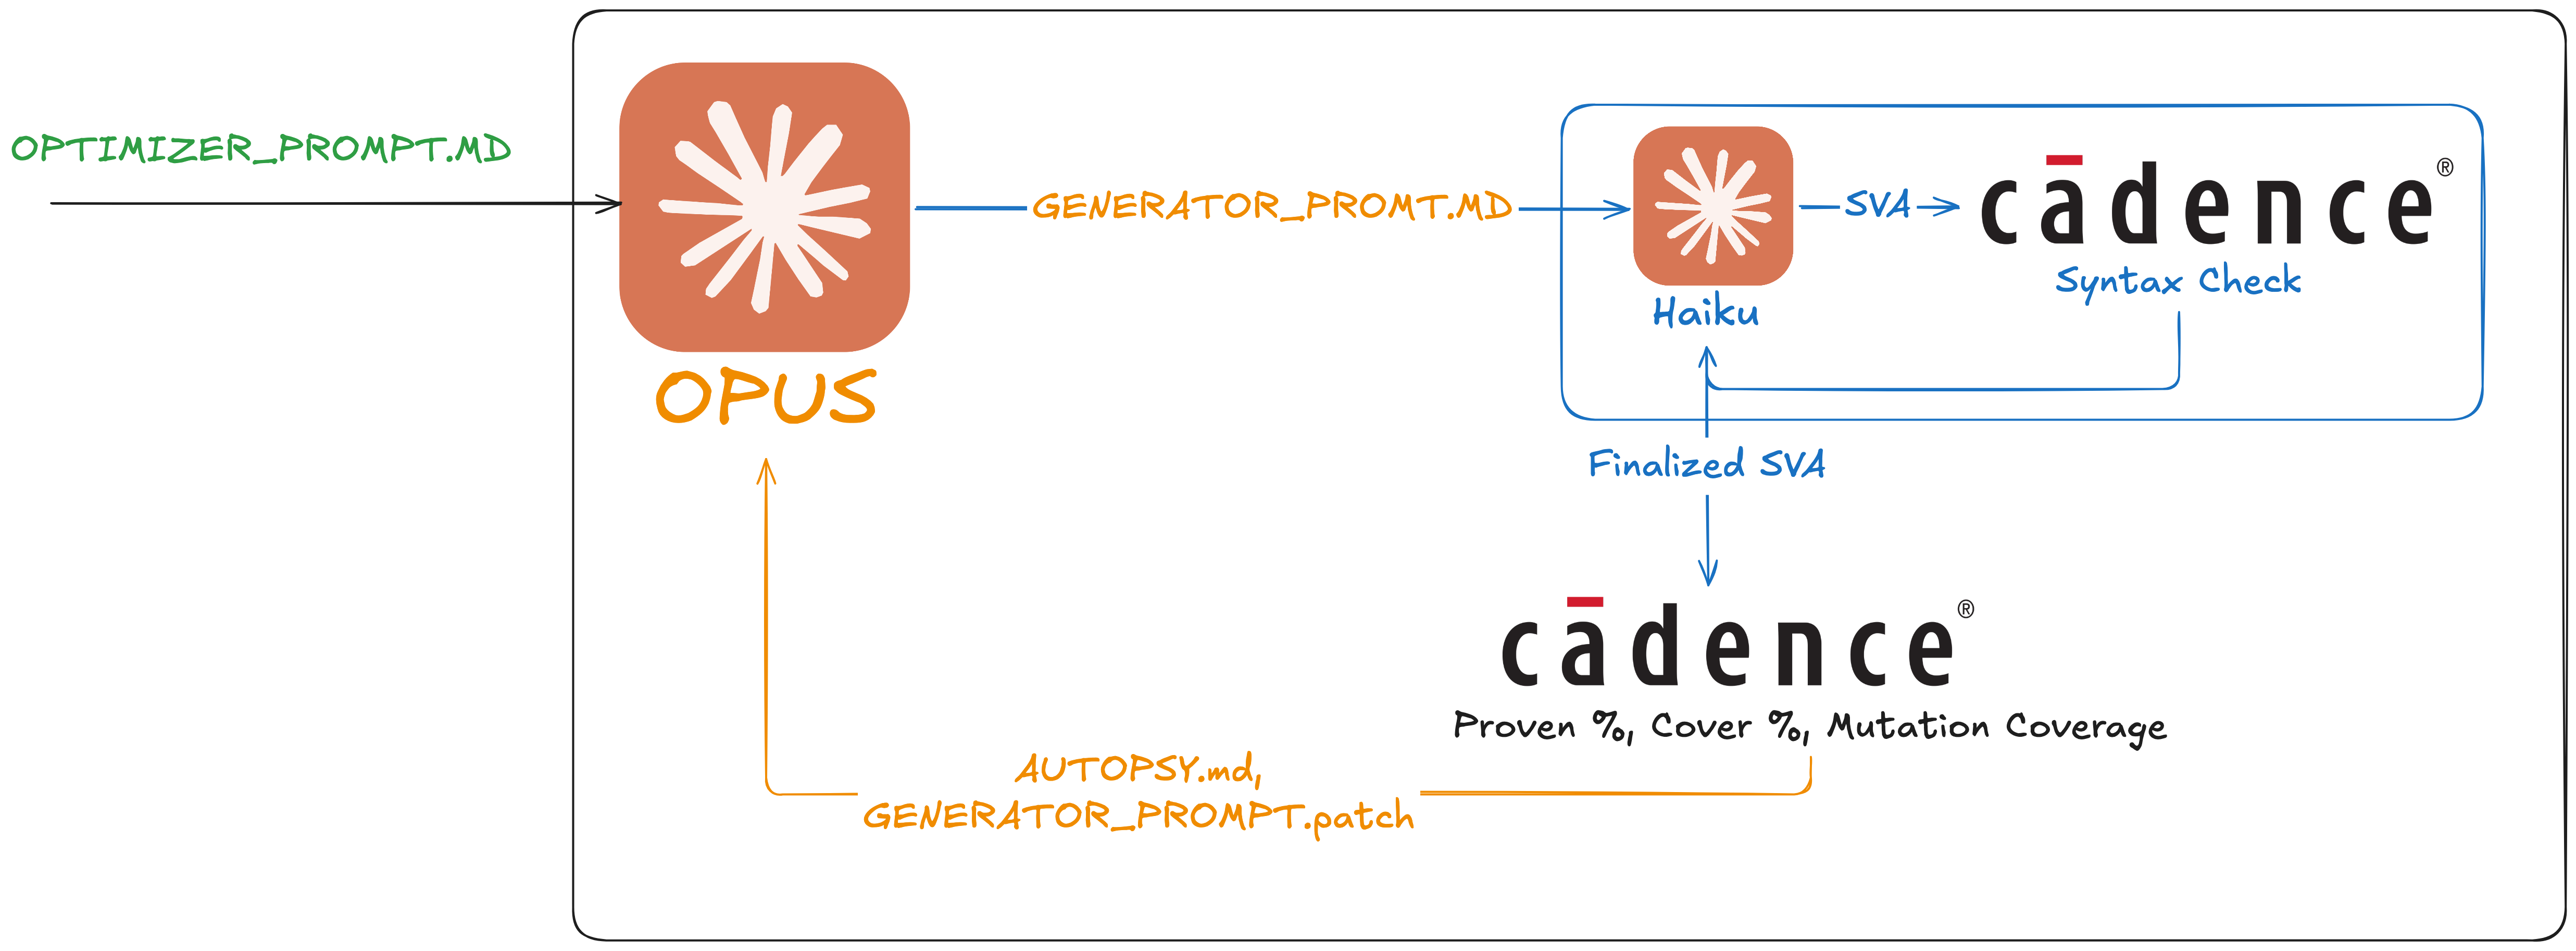 OPTIMIZER_PROMPT.MD
OPUS
GENERATOR_PROMT.MD
Haiku
SVA
cādence®
Syntax Check
Finalized SVA
cādence®
Proven %, Cover %, Mutation Coverage
AUTOPSY.md,
GENERATOR_PROMPT.patch